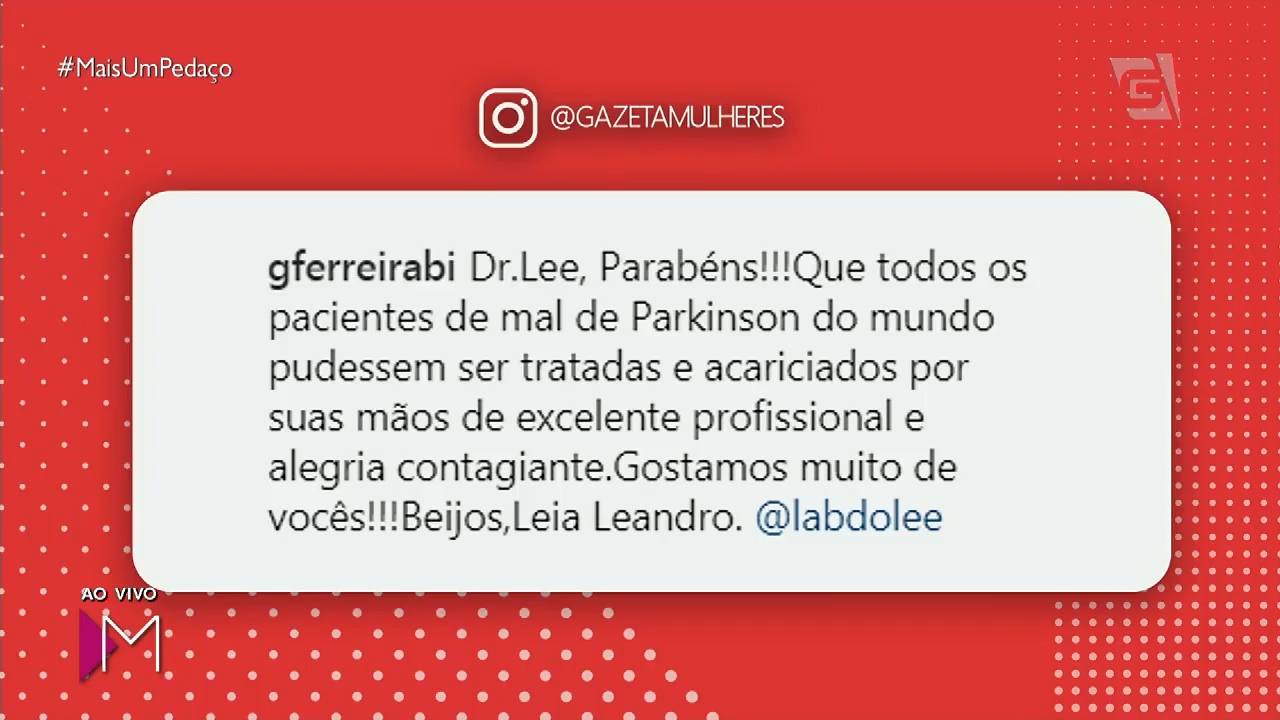 #MaisUmPedaço
@GAZETAMULHERES
G
gferreirabi Dr.Lee, Parabéns!!!Que todos os
pacientes de mal de Parkinson do mundo
pudessem ser tratadas e acariciados por
suas mãos de excelente profissional e
alegria contagiante.Gostamos muito de
vocês!!!Beijos,Leia Leandro. @labdolee
AO VIVO
M